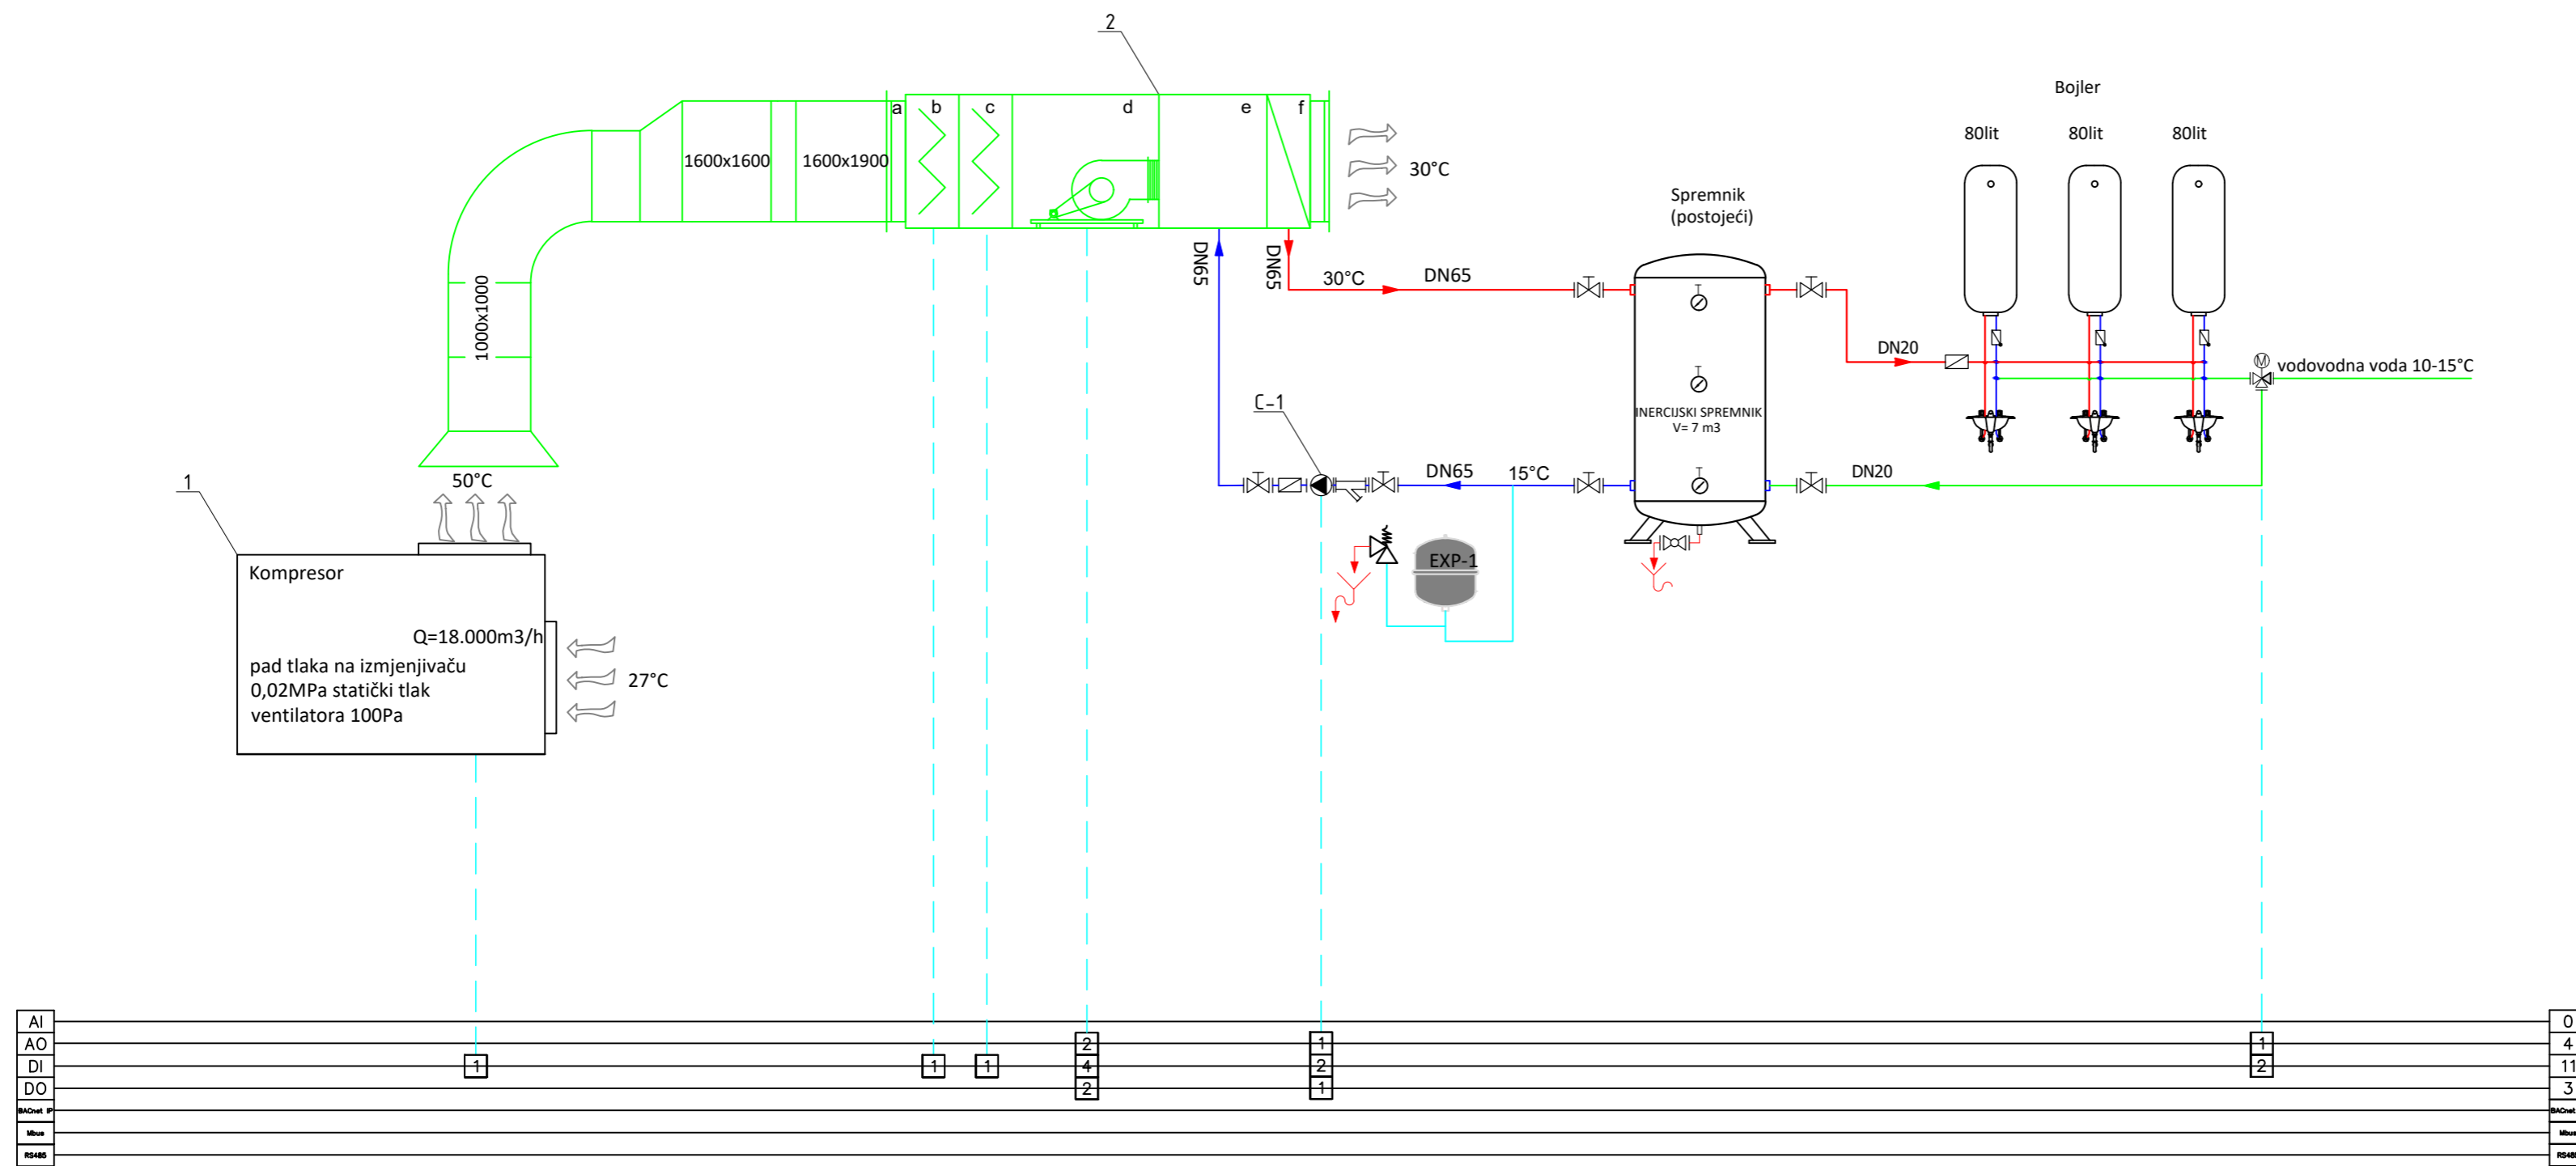 2
Bojler
80lit 80lit 80lit
a b c d e f
1600x1600 1600x1900
30°C
Spremnik
(postojeći)
DN65 DN65
30°C DN65
1000x1000
DN20
vodovodna voda 10-15°C
M
C-1
INERCIJSKI SPREMNIK
V= 7 m3
DN65 15°C
DN20
50°C
1
EXP-1
Kompresor
Q=18.000m3/h
pad tlaka na izmjenjivaču
0,02MPa statički tlak
ventilatora 100Pa
27°C
AI 0
AO 2 1 1 4
DI 1 1 1 4 2 2 11
DO 2 1 3
BACnet IP BACnet
Mbus Mbus
RS485 RS485